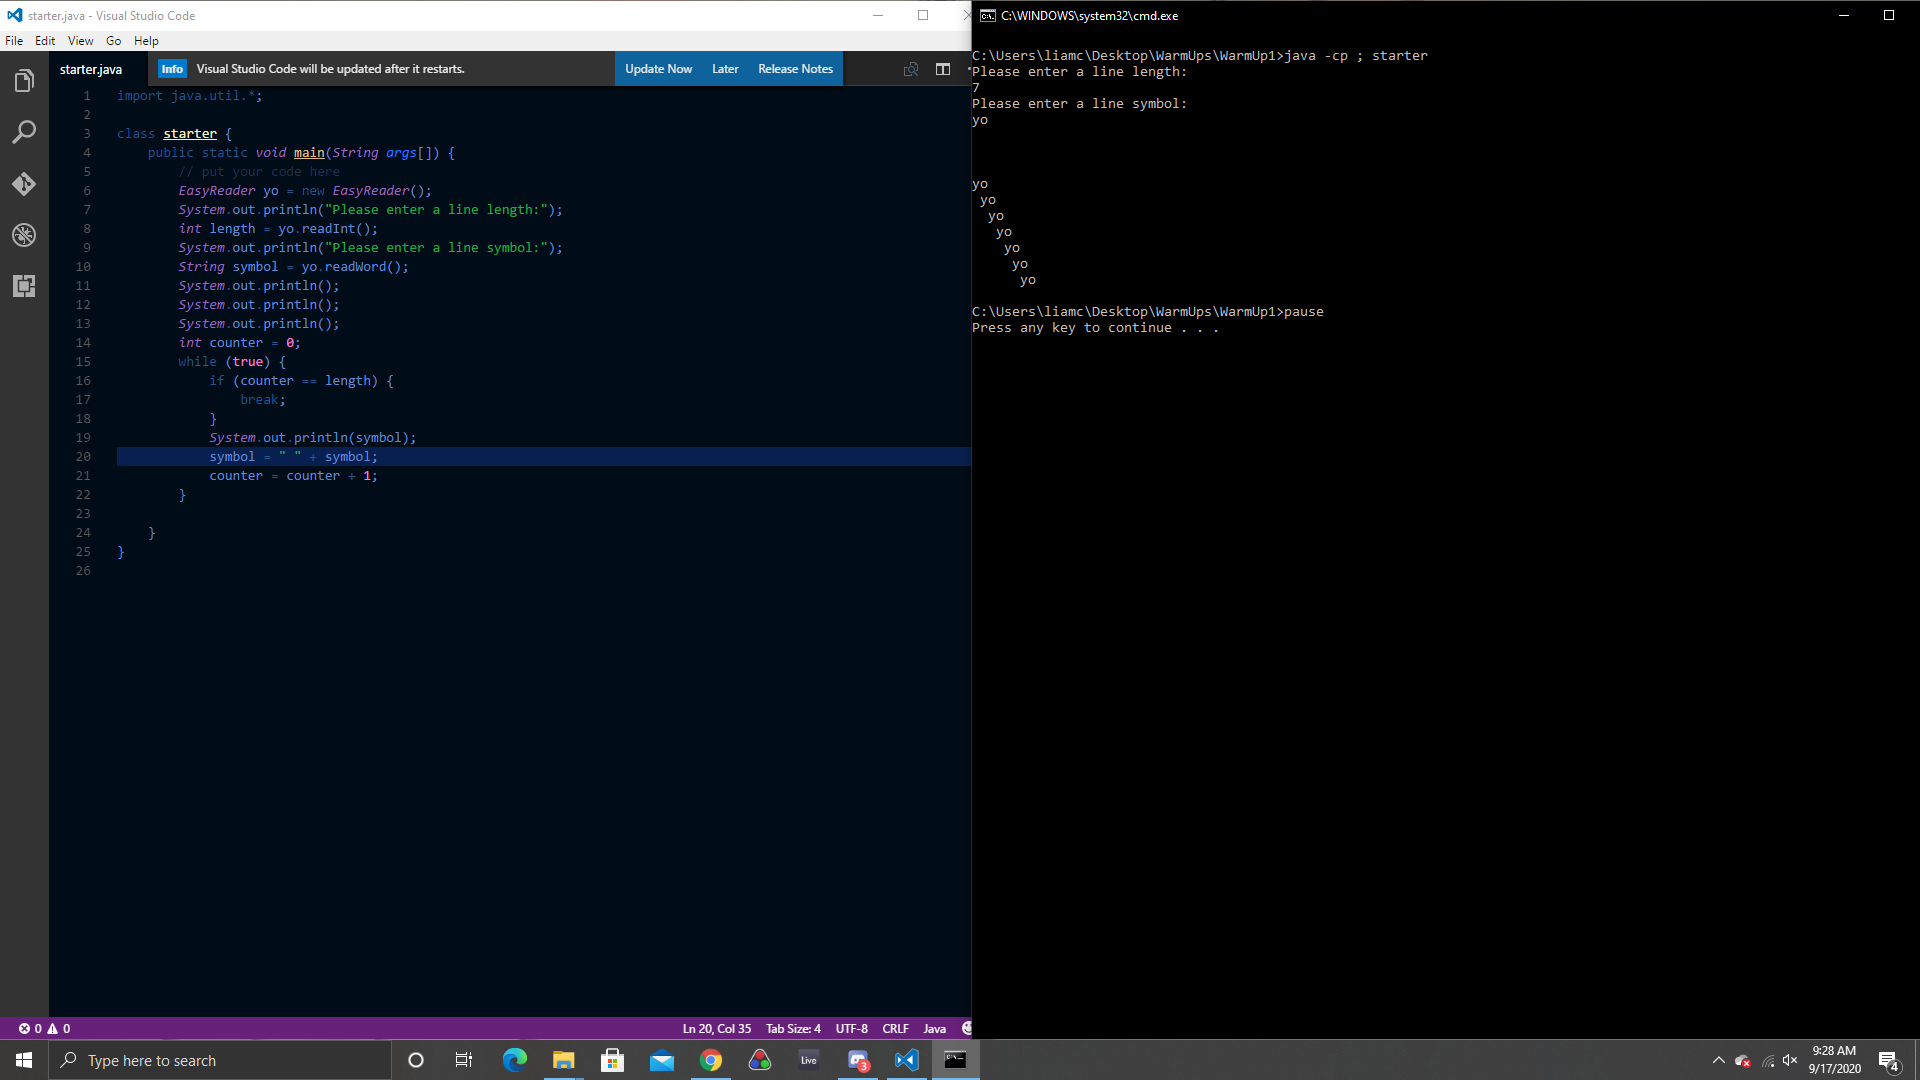 starter.java - Visual Studio Code
File Edit View Go Help
starter.java
Info Visual Studio Code will be updated after it restarts. Update Now Later Release Notes
1 import java.util.*;
2
3 class starter {
4     public static void main(String args[]) {
5         // put your code here
6         EasyReader yo = new EasyReader();
7         System.out.println("Please enter a line length:");
8         int length = yo.readInt();
9         System.out.println("Please enter a line symbol:");
10         String symbol = yo.readWord();
11         System.out.println();
12         System.out.println();
13         System.out.println();
14         int counter = 0;
15         while (true) {
16             if (counter == length) {
17                 break;
18             }
19             System.out.println(symbol);
20             symbol = " " + symbol;
21             counter = counter + 1;
22         }
23
24     }
25 }
26
0 0 Ln 20, Col 35 Tab Size: 4 UTF-8 CRLF Java
C:\WINDOWS\system32\cmd.exe
C:\Users\liamc\Desktop\WarmUps\WarmUp1>java -cp ; starter
Please enter a line length:
7
Please enter a line symbol:
yo
yo
 yo
  yo
   yo
    yo
     yo
      yo
C:\Users\liamc\Desktop\WarmUps\WarmUp1>pause
Press any key to continue . . .
Type here to search
Live
3
9:28 AM
9/17/2020
4